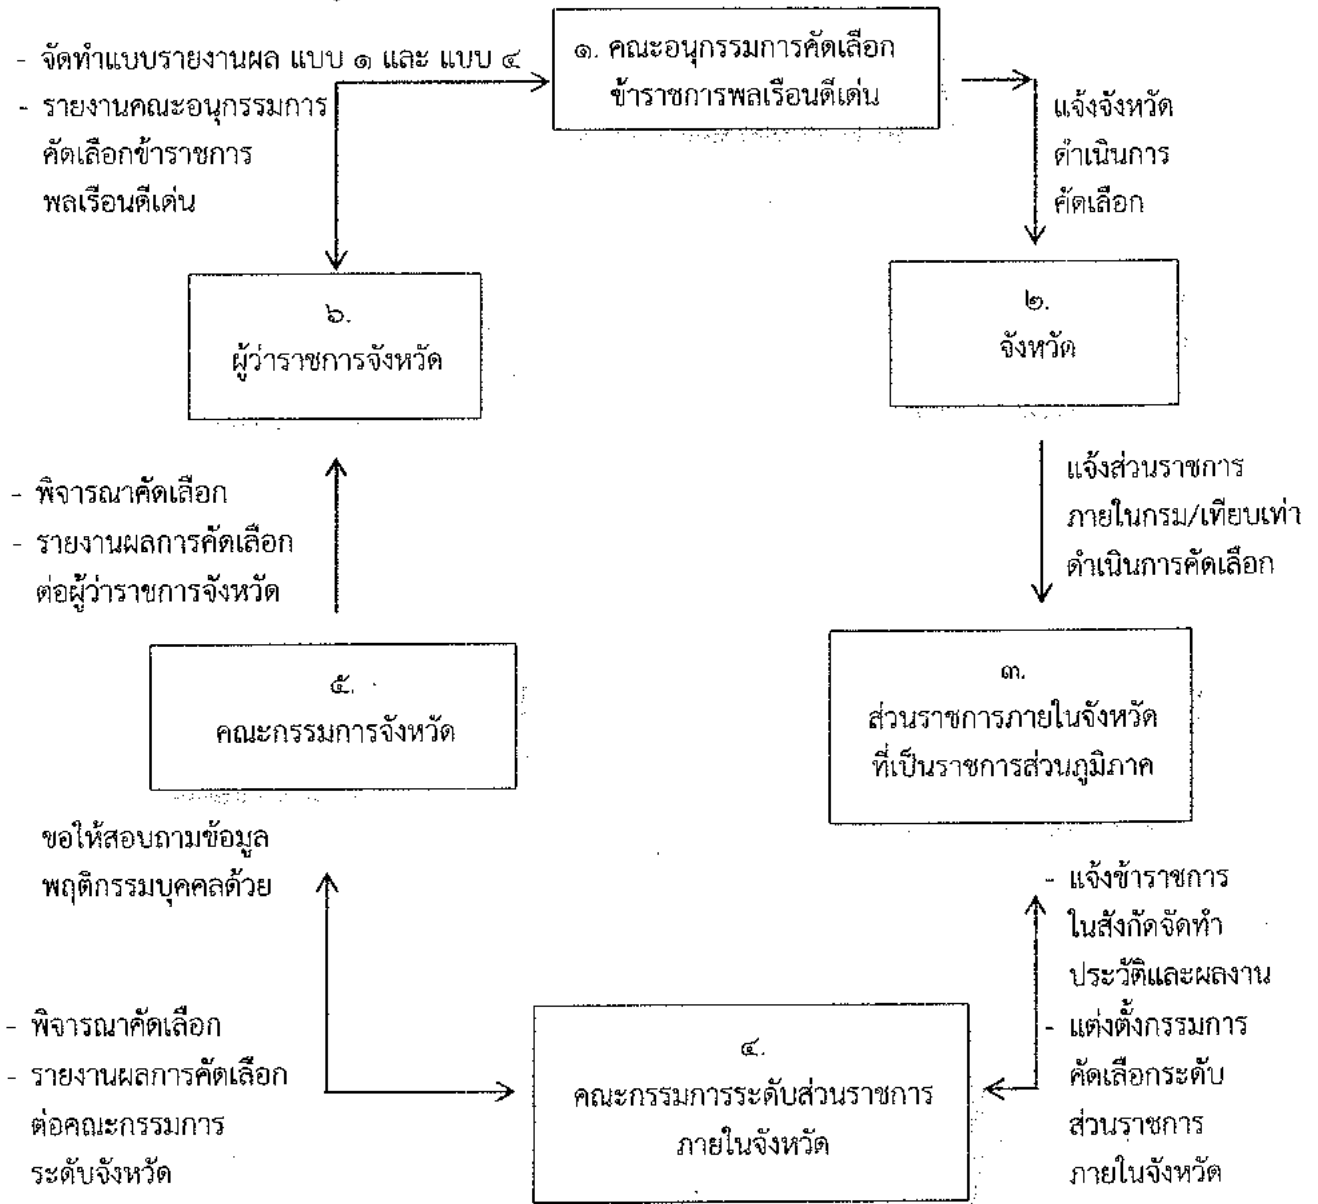 - จัดทำแบบรายงานผล แบบ ๑ และ แบบ ๔
- รายงานคณะอนุกรรมการ
คัดเลือกข้าราชการ
พลเรือนดีเด่น
๑. คณะอนุกรรมการคัดเลือก
ข้าราชการพลเรือนดีเด่น
แจ้งจังหวัด
ดำเนินการ
คัดเลือก
๖.
ผู้ว่าราชการจังหวัด
๒.
จังหวัด
- พิจารณาคัดเลือก
- รายงานผลการคัดเลือก
ต่อผู้ว่าราชการจังหวัด
แจ้งส่วนราชการ
ภายในกรม/เทียบเท่า
ดำเนินการคัดเลือก
๕.
คณะกรรมการจังหวัด
๓.
ส่วนราชการภายในจังหวัด
ที่เป็นราชการส่วนภูมิภาค
ขอให้สอบถามข้อมูล
พฤติกรรมบุคคลด้วย
- แจ้งข้าราชการ
ในสังกัดจัดทำ
ประวัติและผลงาน
- แต่งตั้งกรรมการ
คัดเลือกระดับ
ส่วนราชการ
ภายในจังหวัด
- พิจารณาคัดเลือก
- รายงานผลการคัดเลือก
ต่อคณะกรรมการ
ระดับจังหวัด
๔.
คณะกรรมการระดับส่วนราชการ
ภายในจังหวัด